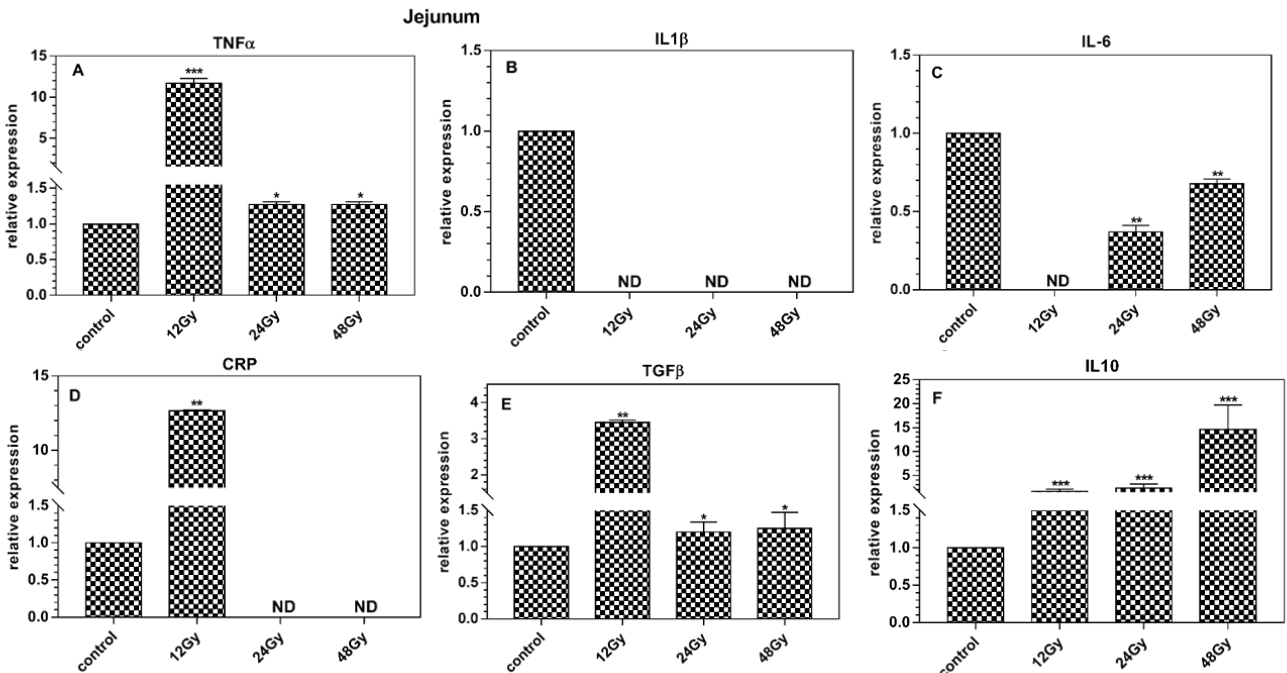 Jejunum
TNFα
A
relative expression
15
10
5
1.5
1.0
0.5
0.0
***
*
*
control
12Gy
24Gy
48Gy
IL1β
B
relative expression
1.5
1.0
0.5
0.0
ND
ND
ND
control
12Gy
24Gy
48Gy
IL-6
C
relative expression
1.5
1.0
0.5
0.0
ND
**
**
control
12Gy
24Gy
48Gy
CRP
D
relative expression
15
10
1.5
1.0
0.5
0.0
**
ND
ND
control
12Gy
24Gy
48Gy
TGFβ
E
relative expression
4
3
2
1.5
1.0
0.5
0.0
**
*
*
control
12Gy
24Gy
48Gy
IL10
F
relative expression
25
20
15
10
5
1.5
1.0
0.5
0.0
***
***
***
control
12Gy
24Gy
48Gy